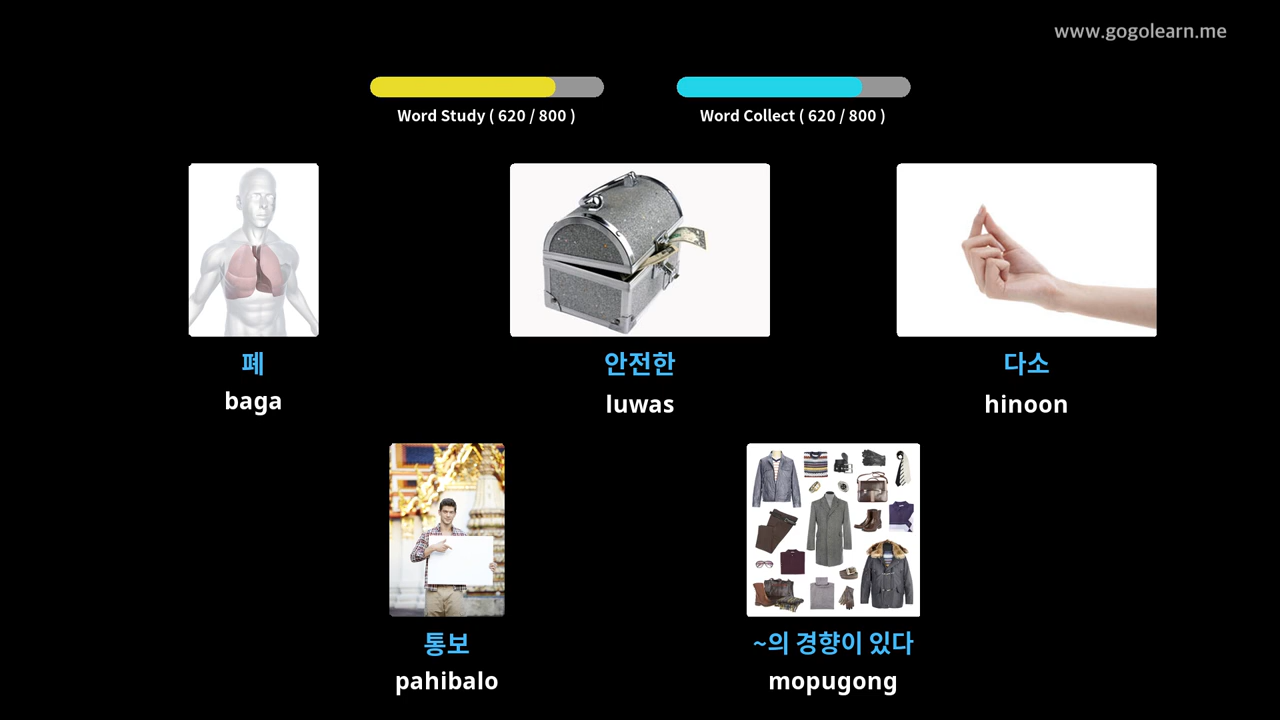 www.gogolearn.me
Word Study ( 620 / 800 )
Word Collect ( 620 / 800 )
폐
baga
안전한
luwas
다소
hinoon
통보
pahibalo
~의 경향이 있다
mopugong